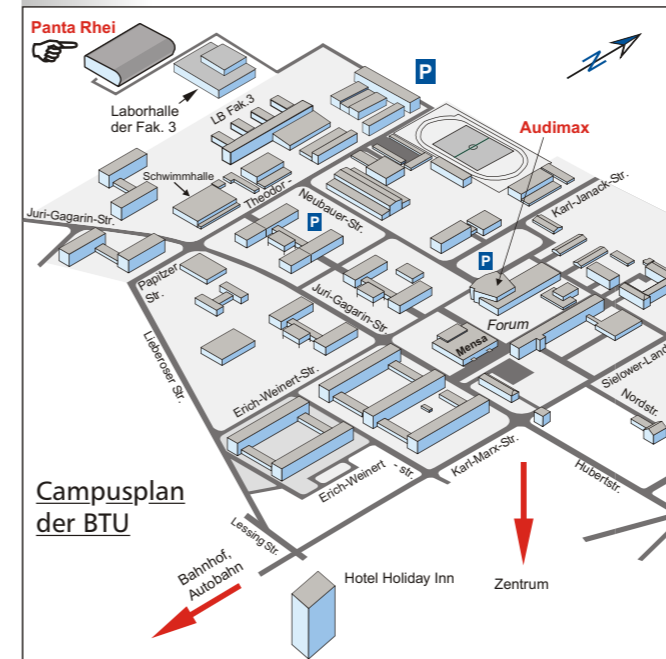 Panta Rhei
P
N
Laborhalle
der Fak. 3
LB Fak.3
Audimax
Schwimmhalle
Theodor -
Neubauer-Str.
Karl-Janack-Str.
Juri-Gagarin-Str.
P
P
Papitzer
Str.
Juri-Gagarin-Str.
Forum
Mensa
Lieberoser Str.
Sielower-Land
Nordstr.
Erich-Weinert-Str.
Karl-Marx-Str.
Erich-Weinert
- str.
Hubertstr.
Campusplan
der BTU
Lessing Str.
Bahnhof,
Autobahn
Hotel Holiday Inn
Zentrum